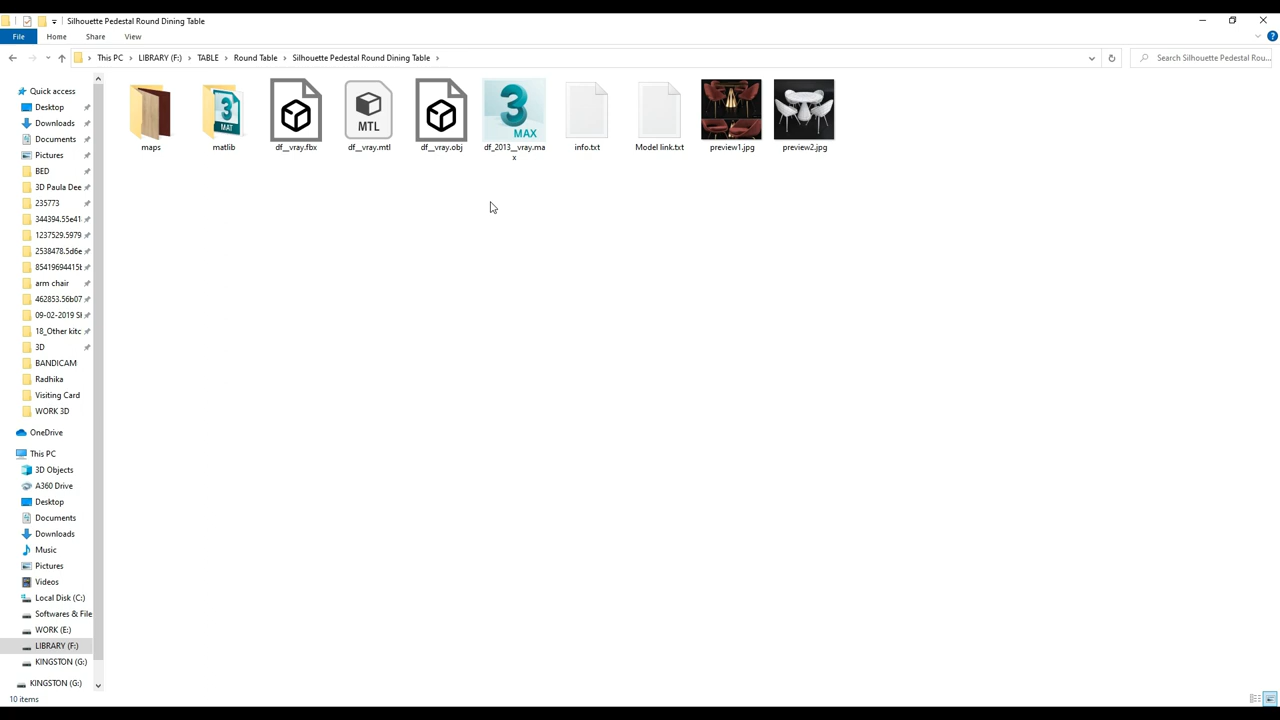 Silhouette Pedestal Round Dining Table
File Home Share View
This PC LIBRARY (F:) TABLE Round Table Silhouette Pedestal Round Dining Table
Search Silhouette Pedestal Rou...
Quick access
Desktop
Downloads
Documents
Pictures
BED
3D Paula Dee
235773
344394.55e41
1237529.5979
2538478.5d6e
85419694415b
arm chair
462853.56b07
09-02-2019 SI
18_Other kitc
3D
BANDICAM
Radhika
Visiting Card
WORK 3D
OneDrive
This PC
3D Objects
A360 Drive
Desktop
Documents
Downloads
Music
Pictures
Videos
Local Disk (C:)
Softwares & File
WORK (E:)
LIBRARY (F:)
KINGSTON (G:)
KINGSTON (G:)
3
MAT
MTL
3
MAX
maps
matlib
df__vray.fbx
df__vray.mtl
df__vray.obj
df_2013__vray.ma
x
info.txt
Model link.txt
preview1.jpg
preview2.jpg
10 items